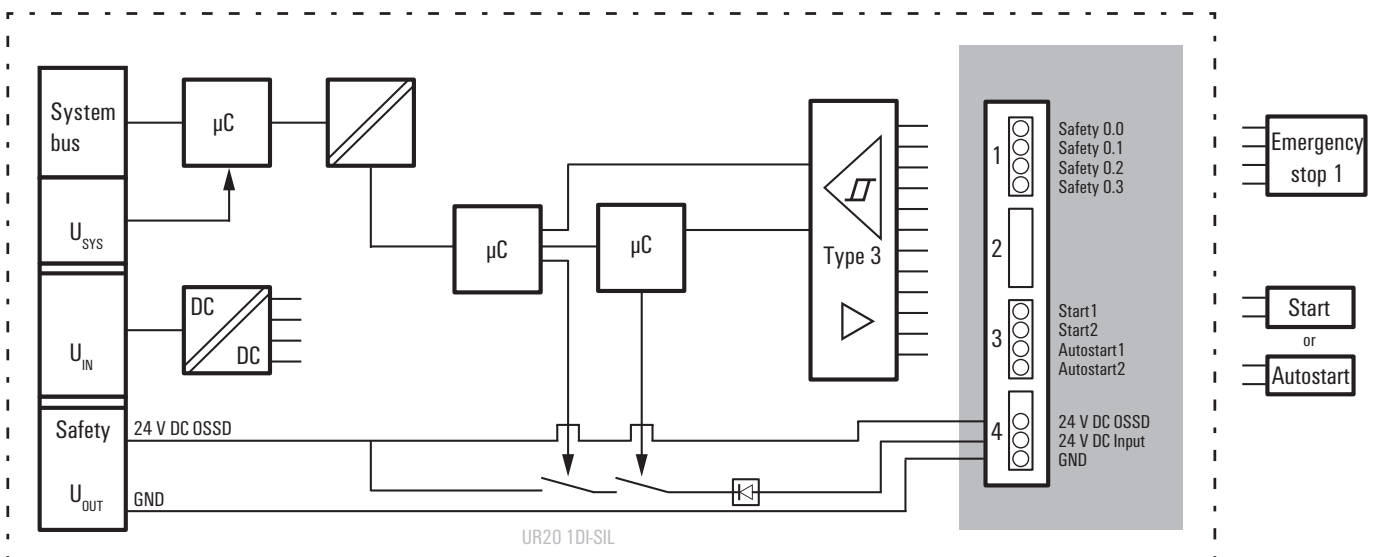 System
bus
µC
U SYS
U IN
DC
DC
Safety
24 V DC OSSD
U OUT
GND
µC
µC
Type 3
1
Safety 0.0
Safety 0.1
Safety 0.2
Safety 0.3
2
3
Start1
Start2
Autostart1
Autostart2
4
24 V DC OSSD
24 V DC Input
GND
Emergency
stop 1
Start
or
Autostart
UR20 1DI-SIL